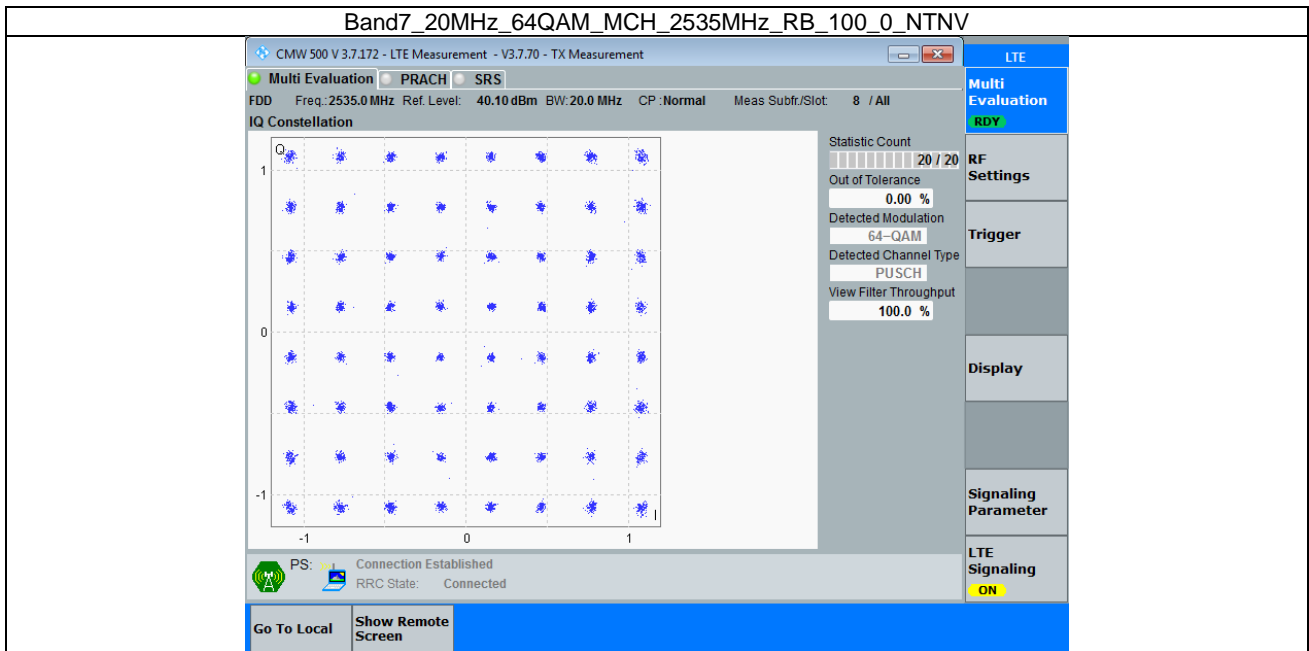 Band7_20MHz_64QAM_MCH_2535MHz_RB_100_0_NTNV
CMW 500 V 3.7.172 - LTE Measurement - V3.7.70 - TX Measurement
LTE
Multi Evaluation PRACH SRS
Multi
Evaluation
RDY
FDD Freq.:2535.0 MHz Ref. Level: 40.10 dBm BW:20.0 MHz CP :Normal Meas Subfr./Slot: 8 / All
IQ Constellation
Q
1
0
-1
-1 0 1
I
Statistic Count
20 / 20
Out of Tolerance
0.00 %
Detected Modulation
64-QAM
Detected Channel Type
PUSCH
View Filter Throughput
100.0 %
RF
Settings
Trigger
Display
Signaling
Parameter
LTE
Signaling
ON
PS: Connection Established
RRC State: Connected
Go To Local
Show Remote
Screen